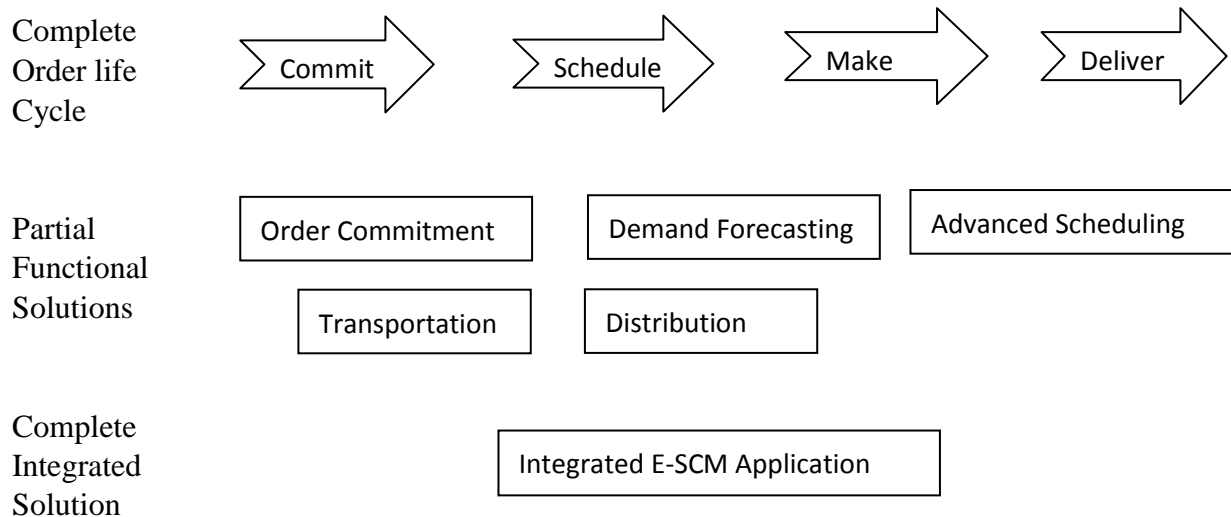 Complete
Order life
Cycle
Commit
Schedule
Make
Deliver
Partial
Functional
Solutions
Order Commitment
Demand Forecasting
Advanced Scheduling
Transportation
Distribution
Complete
Integrated
Solution
Integrated E-SCM Application